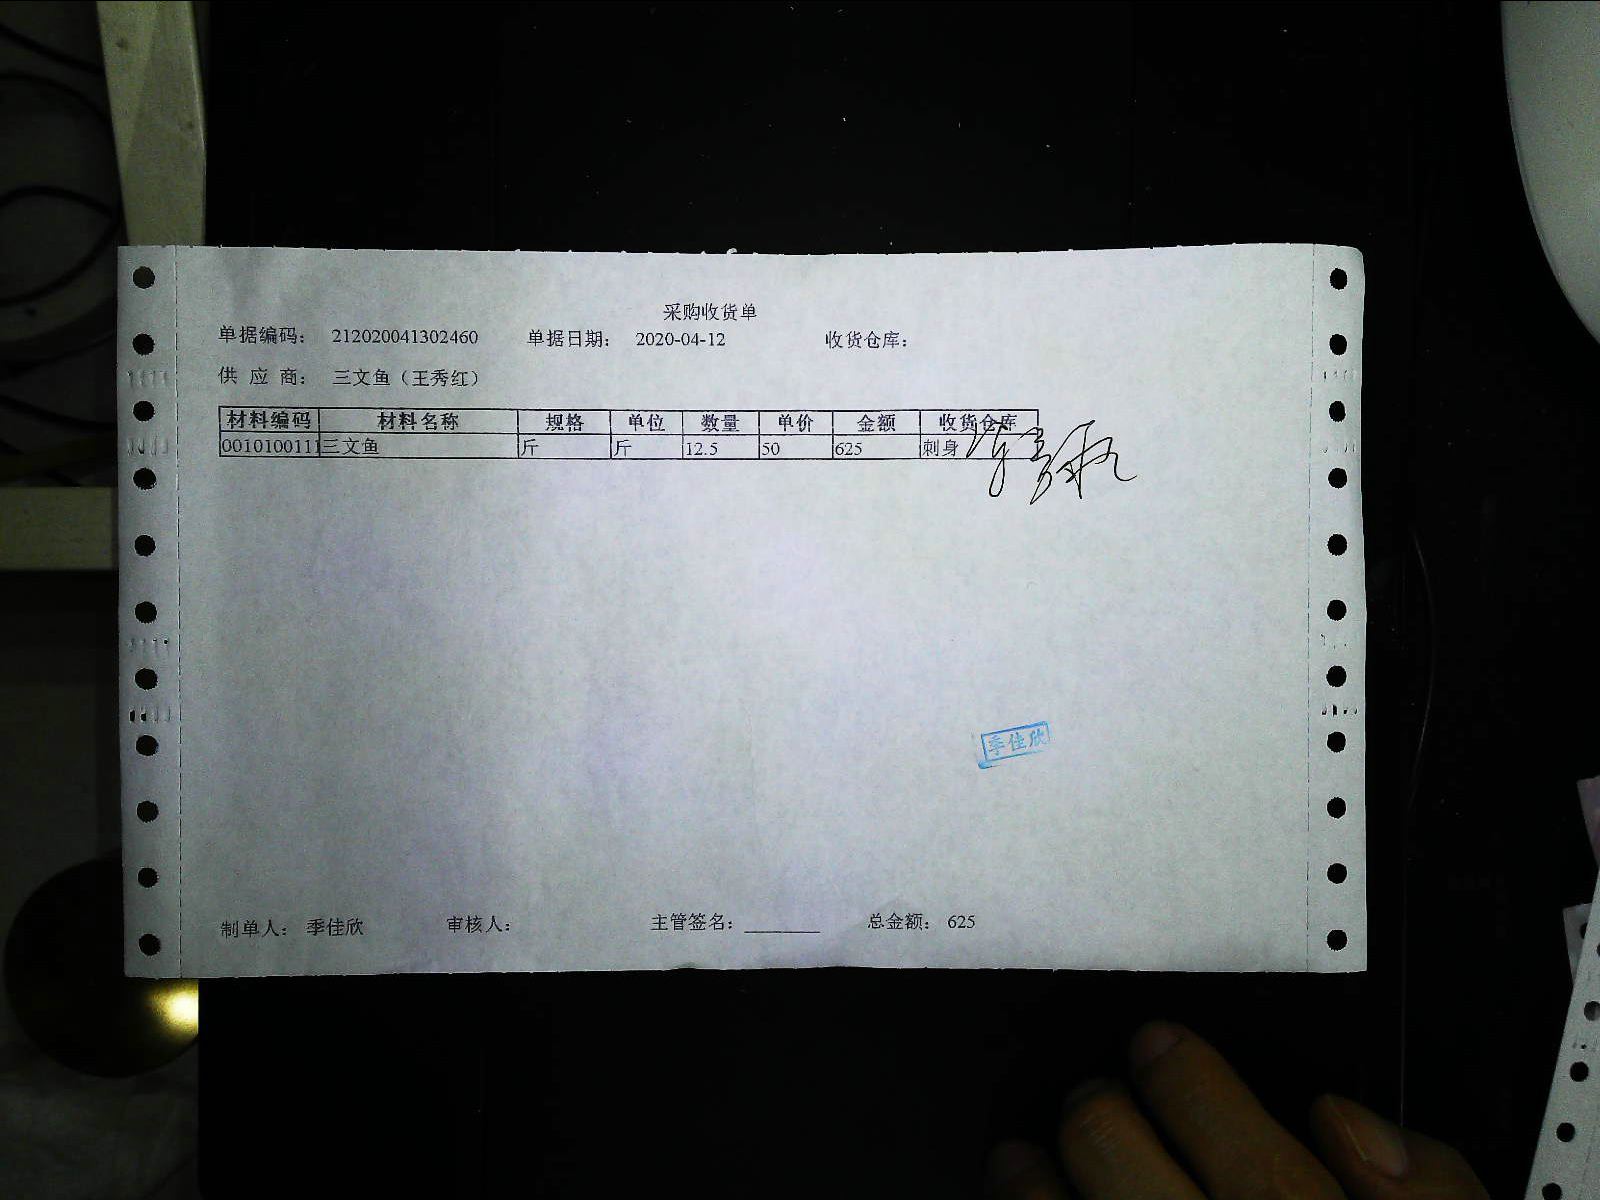 采购收货单
单据编码： 212020041302460 单据日期： 2020-04-12 收货仓库：
供 应 商： 三文鱼（王秀红）
材料编码 材料名称 规格 单位 数量 单价 金额 收货仓库
0010100111 三文鱼 斤 斤 12.5 50 625 刺身
季佳欣
制单人： 季佳欣 审核人： 主管签名： 总金额： 625